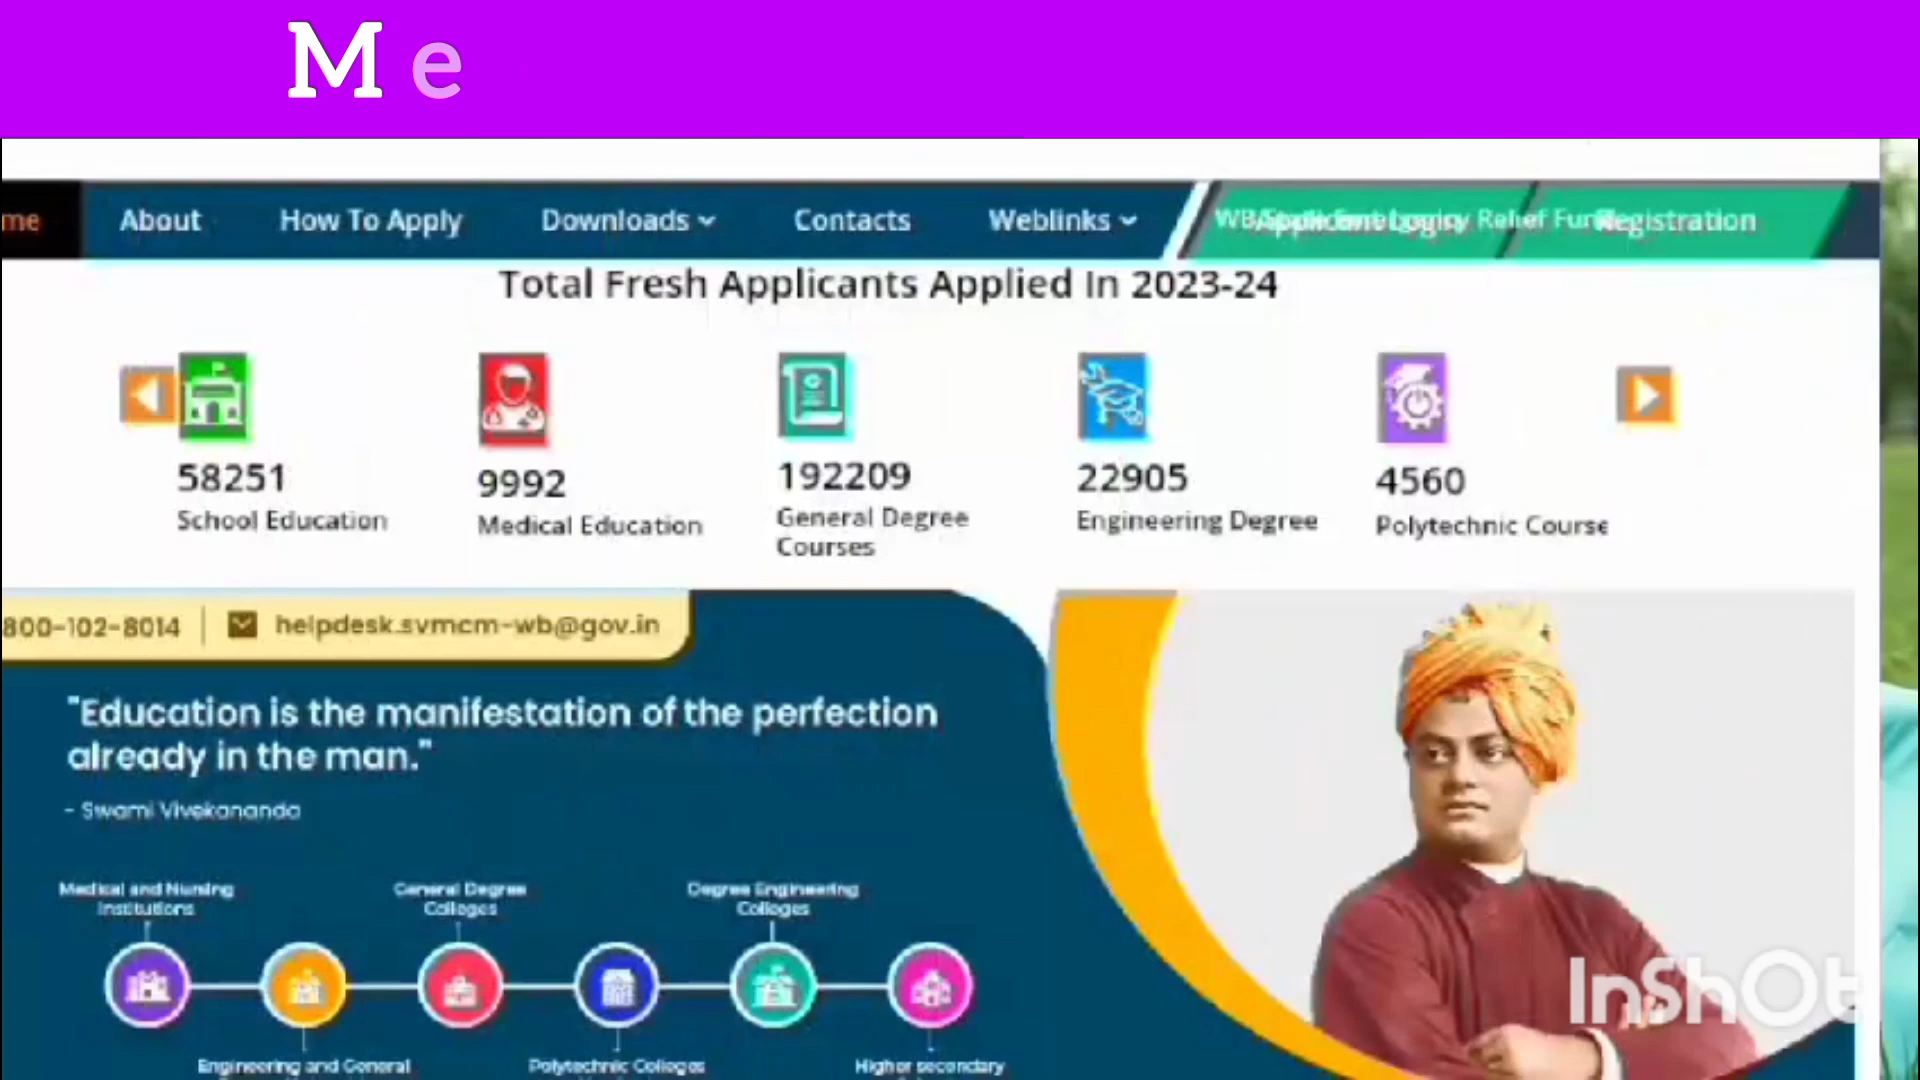 Me
me About How To Apply Downloads Contacts Weblinks Registration
Total Fresh Applicants Applied In 2023-24
58251 9992 192209 22905 4560
School Education Medical Education General Degree Engineering Degree Polytechnic Course
Courses
800-102-8014 helpdesk.svmcm-wb@gov.in
"Education is the manifestation of the perfection
already in the man."
- Swami Vivekananda
Medical and Nursing General Degree Degree Engineering
Institutions Colleges Colleges
Engineering and General Polytechnic Colleges Higher secondary
InShOt